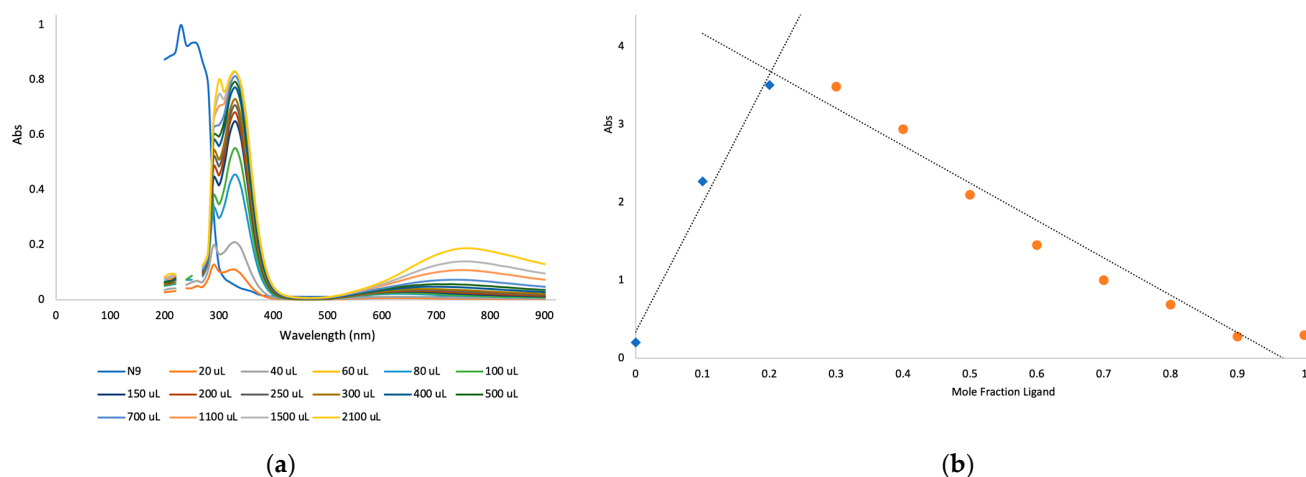 1
0.8
0.6
0.4
0.2
0
Abs
0 100 200 300 400 500 600 700 800 900
Wavelength (nm)
N9 20 uL 40 uL 60 uL 80 uL 100 uL
150 uL 200 uL 250 uL 300 uL 400 uL 500 uL
700 uL 1100 uL 1500 uL 2100 uL
(a)
4
3
2
1
0
Abs
0 0.1 0.2 0.3 0.4 0.5 0.6 0.7 0.8 0.9 1
Mole Fraction Ligand
(b)